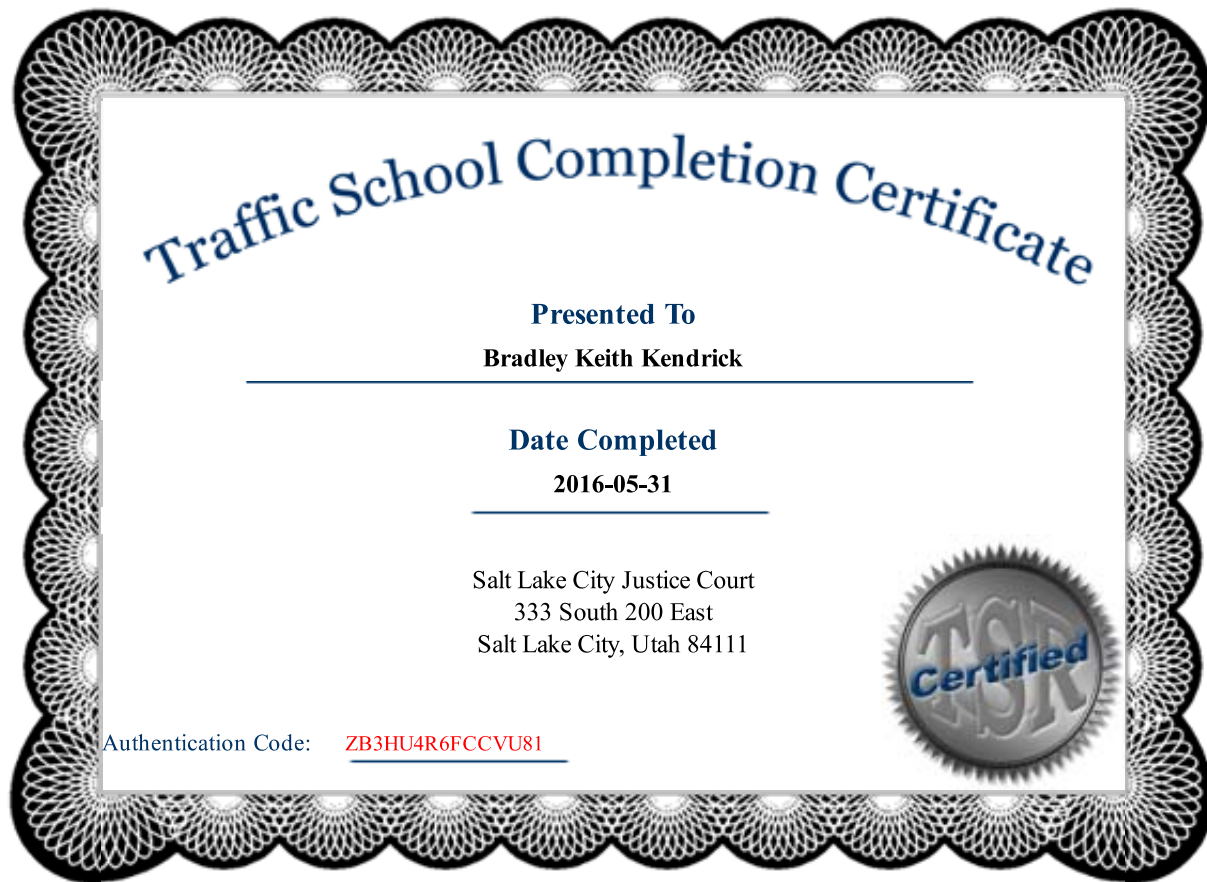 Traffic School Completion Certificate
Presented To
Bradley Keith Kendrick
Date Completed
2016-05-31
Salt Lake City Justice Court
333 South 200 East
Salt Lake City, Utah 84111
TSR
Certified
Authentication Code: ZB3HU4R6FCCVU81